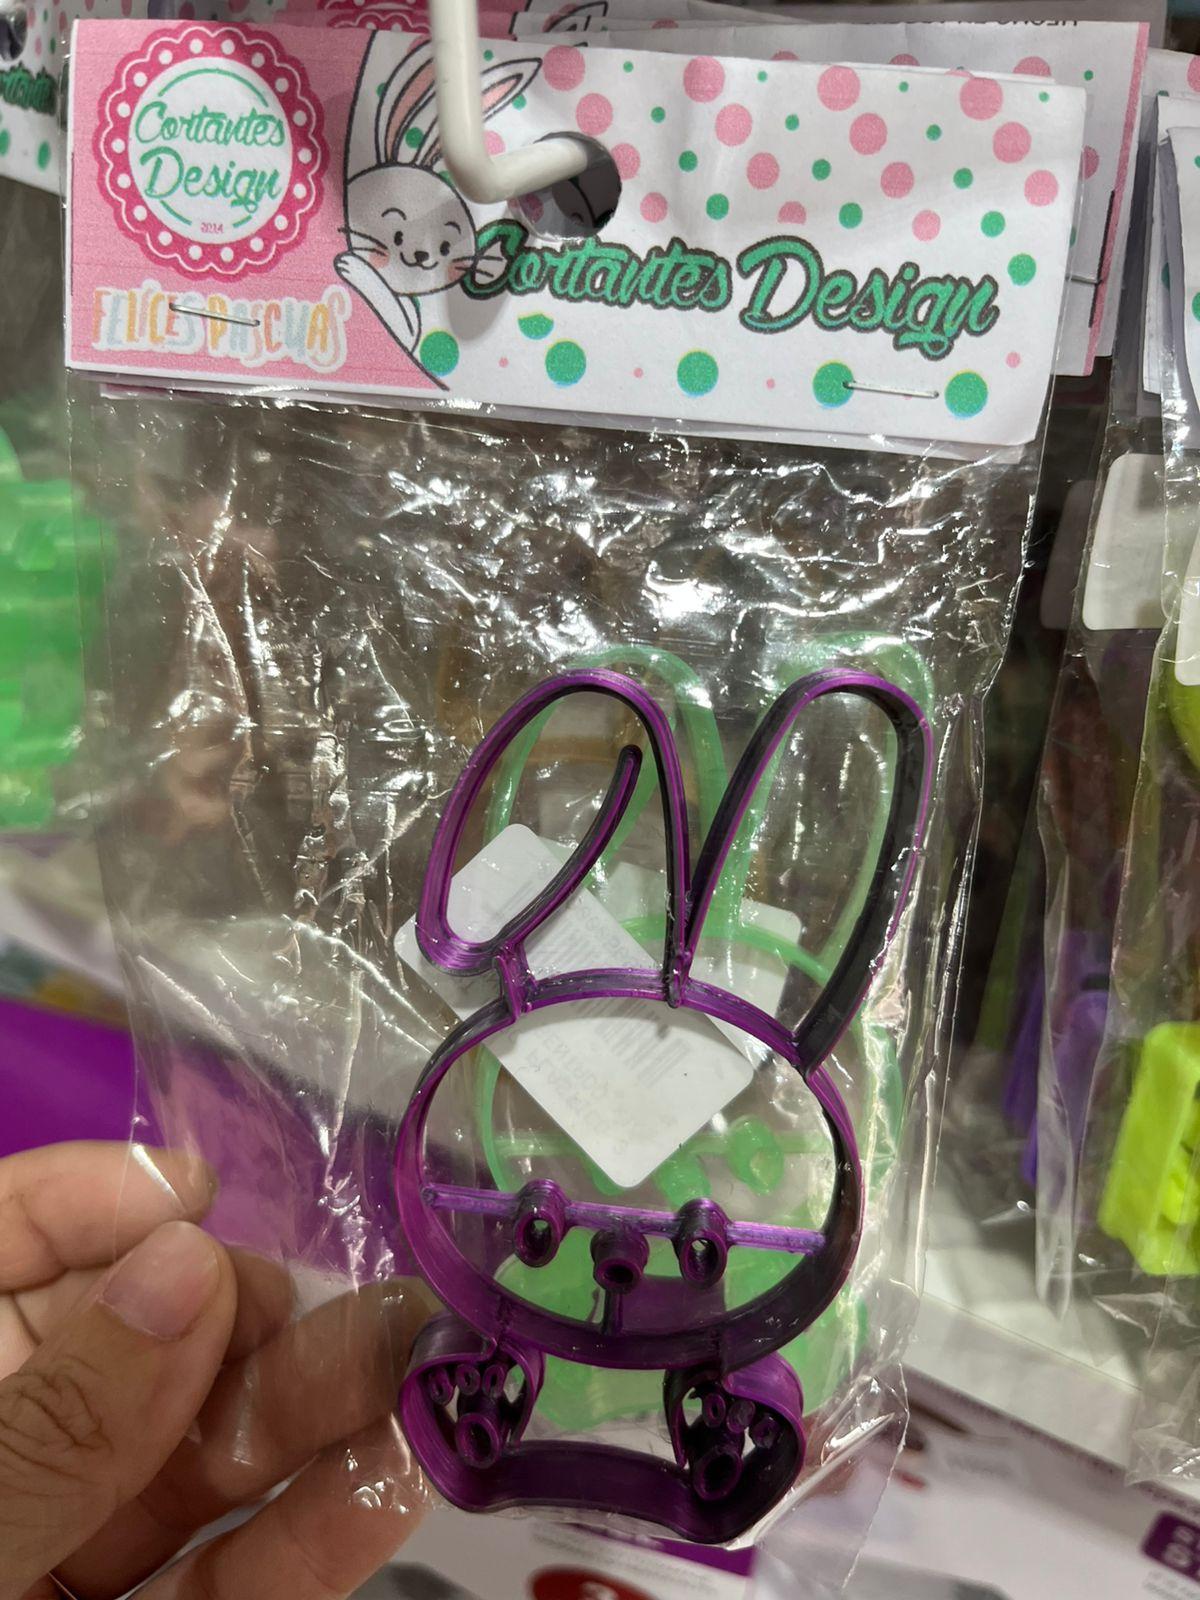 Cortantes
Design
2014
FELICES PASCUAS
Cortantes Design